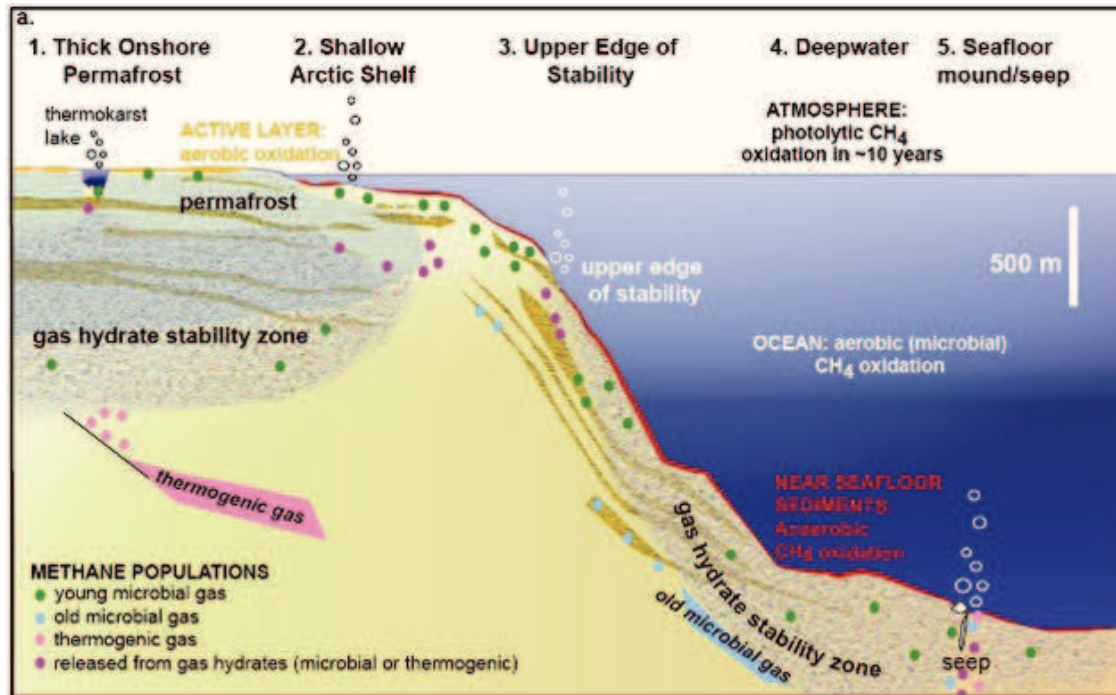 a.
1. Thick Onshore
Permafrost
2. Shallow
Arctic Shelf
3. Upper Edge of
Stability
4. Deepwater
5. Seafloor
mound/seep
thermokarst
lake
ACTIVE LAYER:
aerobic oxidation
ATMOSPHERE:
photolytic CH4
oxidation in ~10 years
permafrost
upper edge
of stability
500 m
gas hydrate stability zone
OCEAN: aerobic (microbial)
CH4 oxidation
thermogenic gas
NEAR SEAFLOOR
SEDIMENTS
Anaerobic
CH4 oxidation
gas hydrate stability zone
old microbial gas
seep
METHANE POPULATIONS
young microbial gas
old microbial gas
thermogenic gas
released from gas hydrates (microbial or thermogenic)